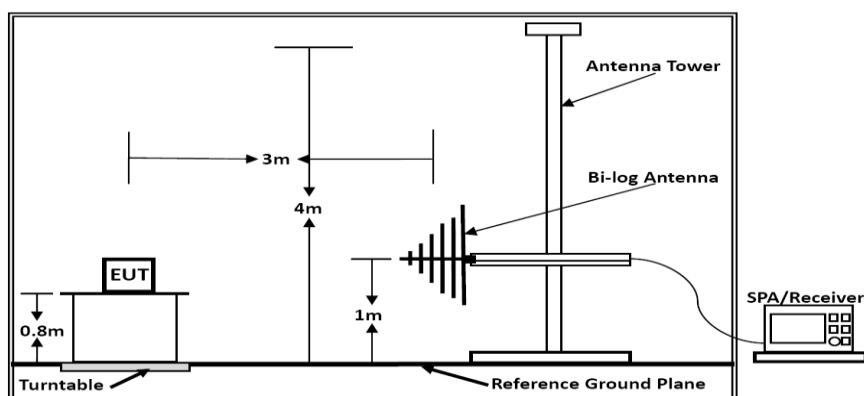 Antenna Tower
3m
Bi-log Antenna
4m
EUT
SPA/Receiver
0.8m
1m
Turntable
Reference Ground Plane